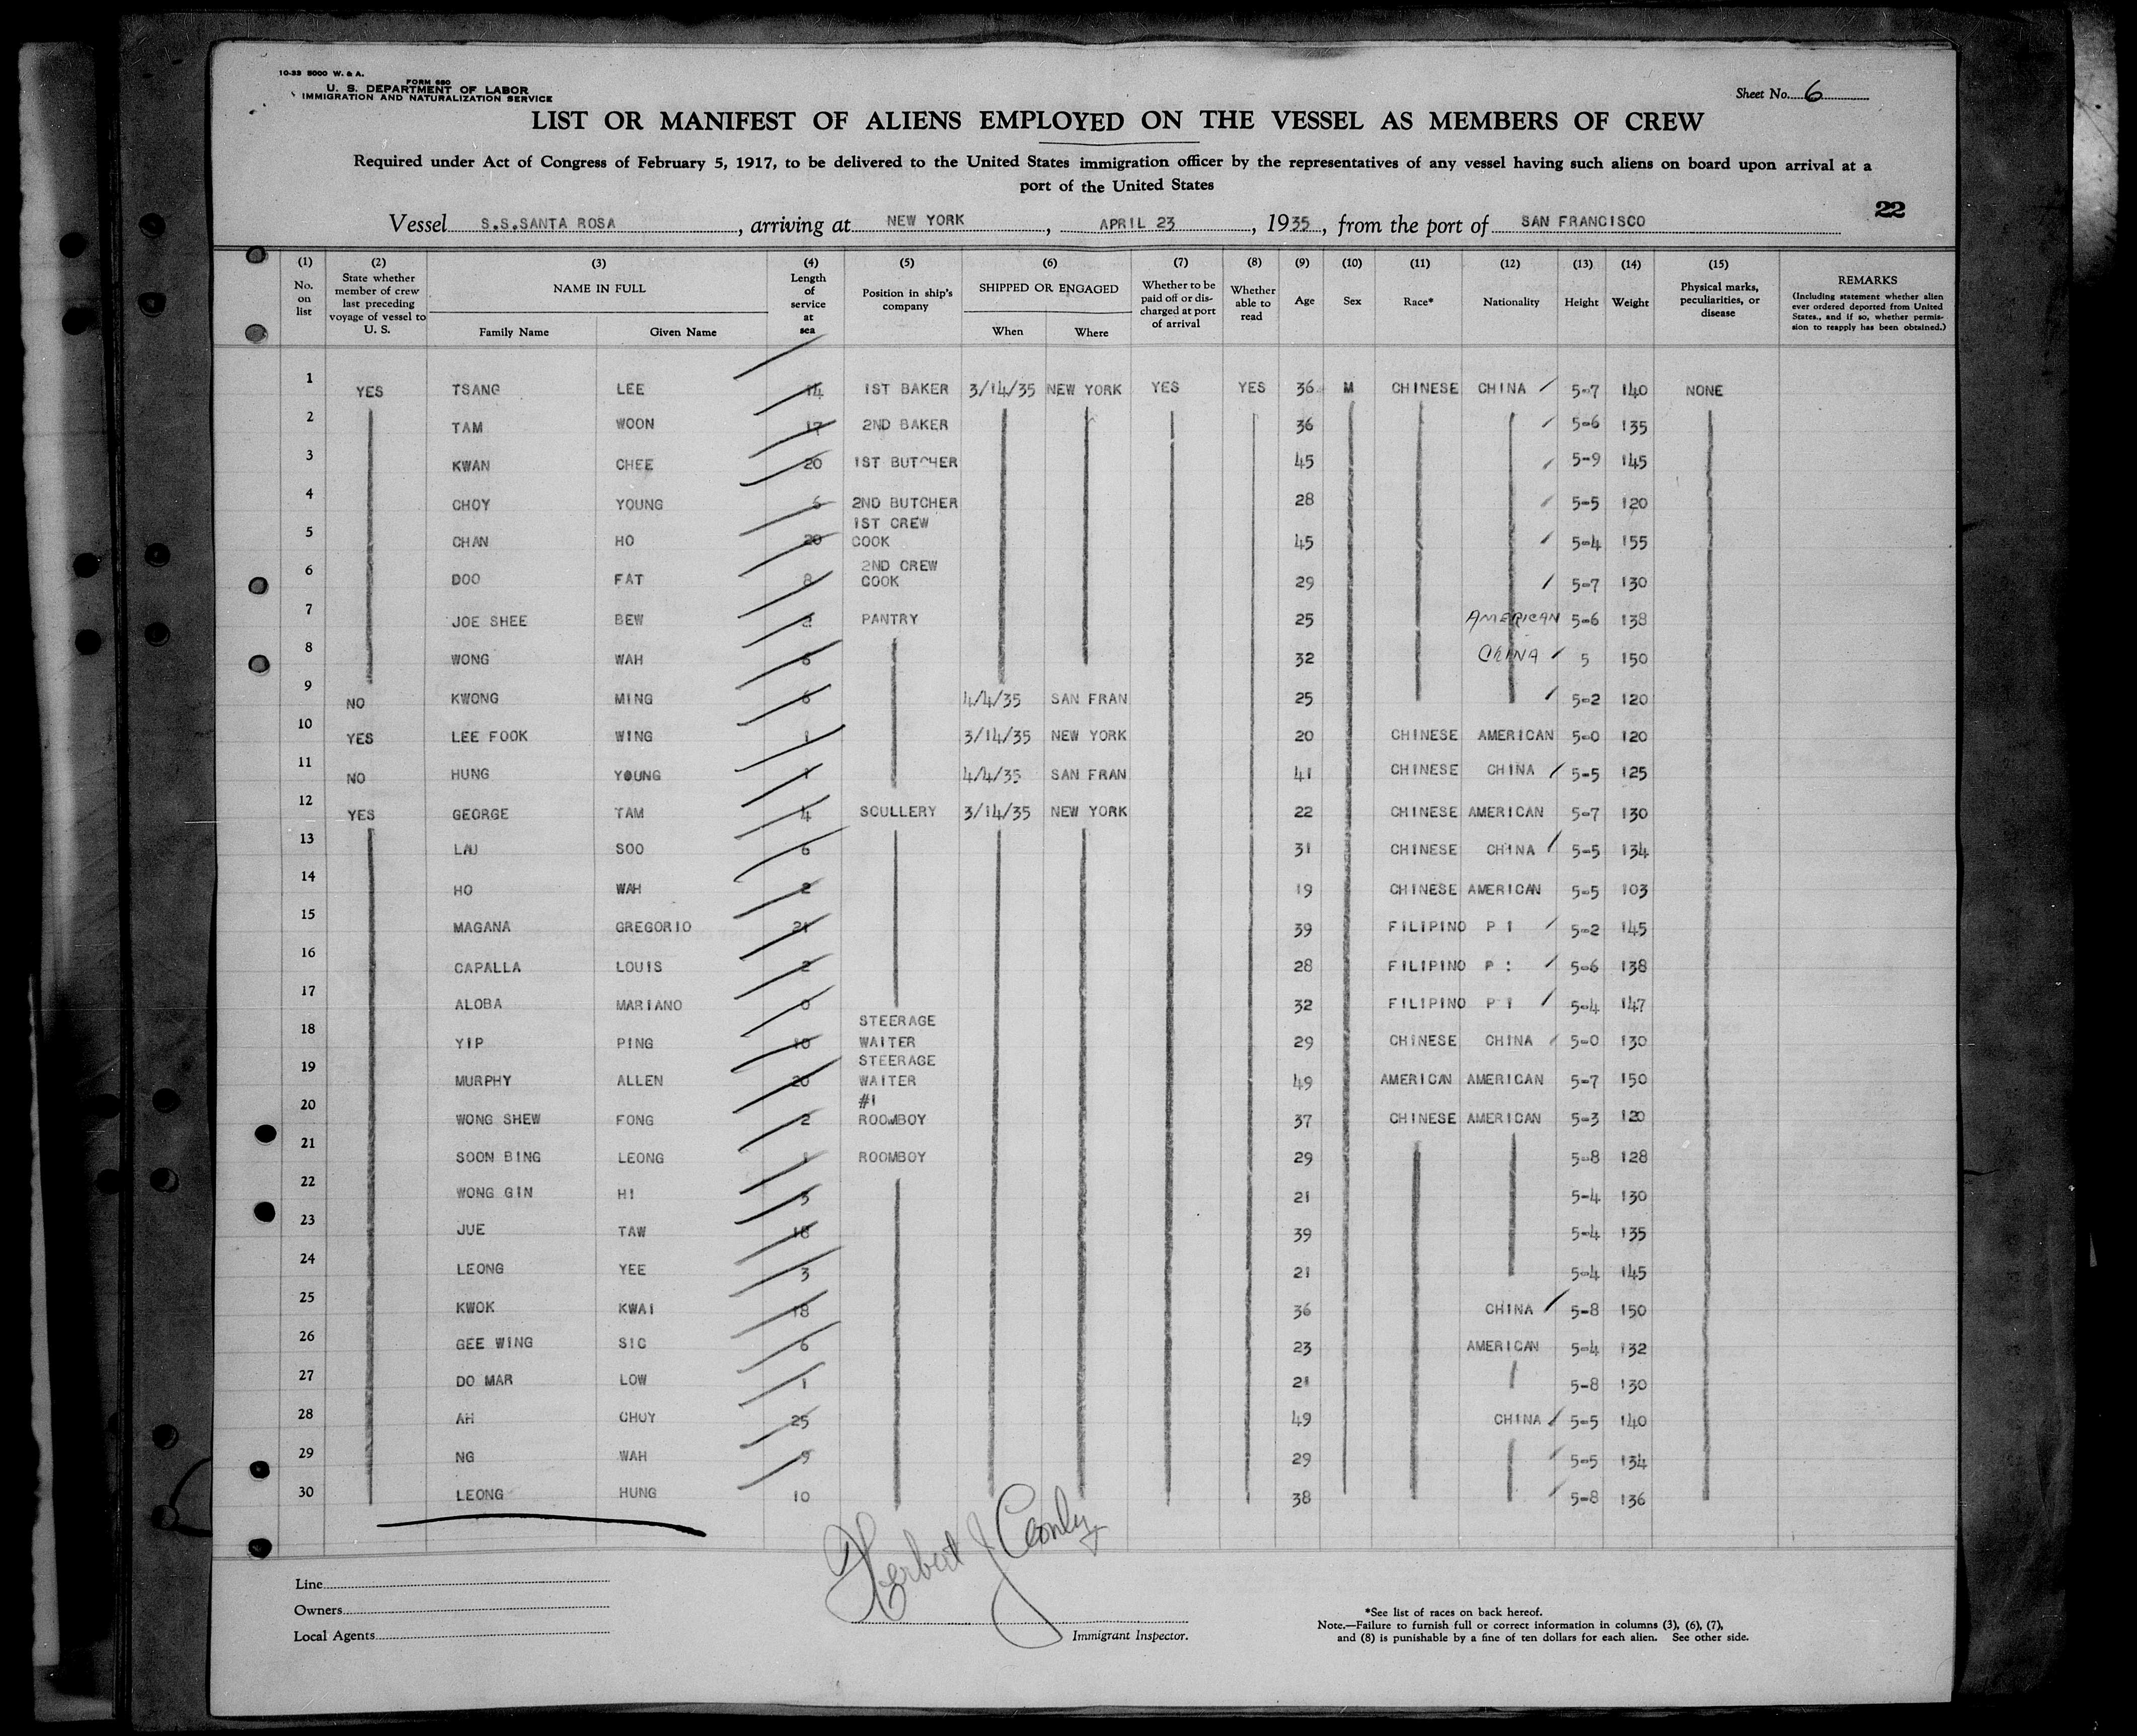 10-33 5000 W. & A.
FORM 680
U. S. DEPARTMENT OF LABOR
IMMIGRATION AND NATURALIZATION SERVICE
Sheet No. 6
LIST OR MANIFEST OF ALIENS EMPLOYED ON THE VESSEL AS MEMBERS OF CREW
Required under Act of Congress of February 5, 1917, to be delivered to the United States immigration officer by the representatives of any vessel having such aliens on board upon arrival at a
port of the United States
22
Vessel S.S.SANTA ROSA, arriving at NEW YORK, APRIL 23, 1935, from the port of SAN FRANCISCO
(1) (2) (3) (4) (5) (6) (7) (8) (9) (10) (11) (12) (13) (14) (15)
No. on list State whether member of crew last preceding voyage of vessel to U. S. NAME IN FULL Family Name Given Name Length of service at sea Position in ship's company SHIPPED OR ENGAGED When Where Whether to be paid off or discharged at port of arrival Whether able to read Age Sex Race* Nationality Height Weight Physical marks, peculiarities, or disease REMARKS (Including statement whether alien ever ordered deported from United States, and if so, whether permission to reapply has been obtained.)
1 YES TSANG LEE 14 1ST BAKER 3/14/35 NEW YORK YES YES 36 M CHINESE CHINA 5-7 140 NONE
2 TAM WOON 17 2ND BAKER 36 5-6 135
3 KWAN CHEE 20 1ST BUTCHER 45 5-9 145
4 CHOY YOUNG 2ND BUTCHER 28 5-5 120
5 CHAN HO 20 1ST CREW COOK 45 5-4 155
6 DOO FAT 8 2ND CREW COOK 29 5-7 130
7 JOE SHEE BEW 2 PANTRY 25 AMERICAN 5-6 138
8 WONG WAH 6 32 CHINA 5 150
9 NO KWONG MING 6 4/4/35 SAN FRAN 25 5-2 120
10 YES LEE FOOK WING 1 3/14/35 NEW YORK 20 CHINESE AMERICAN 5-0 120
11 NO HUNG YOUNG 4/4/35 SAN FRAN 41 CHINESE CHINA 5-5 125
12 YES GEORGE TAM 4 SCULLERY 3/14/35 NEW YORK 22 CHINESE AMERICAN 5-7 130
13 LAU SOO 6 31 CHINESE CHINA 5-5 134
14 HO WAH 2 19 CHINESE AMERICAN 5-5 103
15 MAGANA GREGORIO 21 39 FILIPINO P I 5-2 145
16 CAPALLA LOUIS 2 28 FILIPINO P I 5-6 138
17 ALOBA MARIANO 32 FILIPINO P I 5-4 147
18 YIP PING 10 STEERAGE WAITER 29 CHINESE CHINA 5-0 130
19 MURPHY ALLEN 20 STEERAGE WAITER 49 AMERICAN AMERICAN 5-7 150
20 WONG SHEW FONG 2 #1 ROOMBOY 37 CHINESE AMERICAN 5-3 120
21 SOON BING LEONG 1 ROOMBOY 29 5-8 128
22 WONG GIN HI 3 21 5-4 130
23 JUE TAW 18 39 5-4 135
24 LEONG YEE 3 21 5-4 145
25 KWOK KWAI 18 36 CHINA 5-8 150
26 GEE WING SIC 6 23 AMERICAN 5-4 132
27 DO MAR LOW 1 21 5-8 130
28 AH CHOY 25 49 CHINA 5-5 140
29 NG WAH 9 29 5-5 134
30 LEONG HUNG 10 38 5-8 136
Herbert J
Line
Owners
Local Agents
Immigrant Inspector.
*See list of races on back hereof.
Note.—Failure to furnish full or correct information in columns (3), (6), (7),
and (8) is punishable by a fine of ten dollars for each alien. See other side.